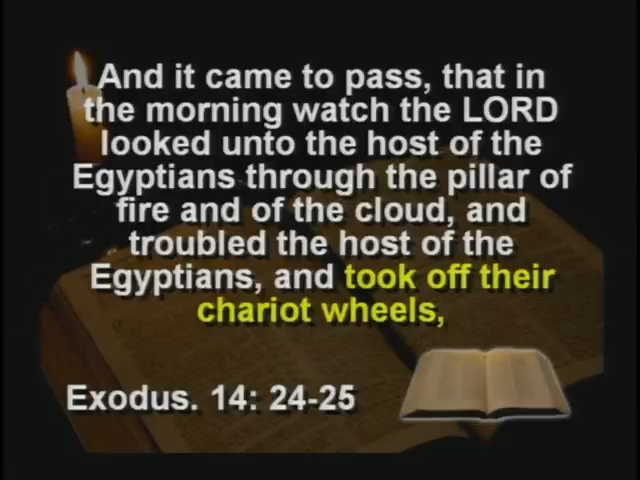 And it came to pass, that in
the morning watch the LORD
looked unto the host of the
Egyptians through the pillar of
fire and of the cloud, and
troubled the host of the
Egyptians, and took off their
chariot wheels,
Exodus. 14: 24-25